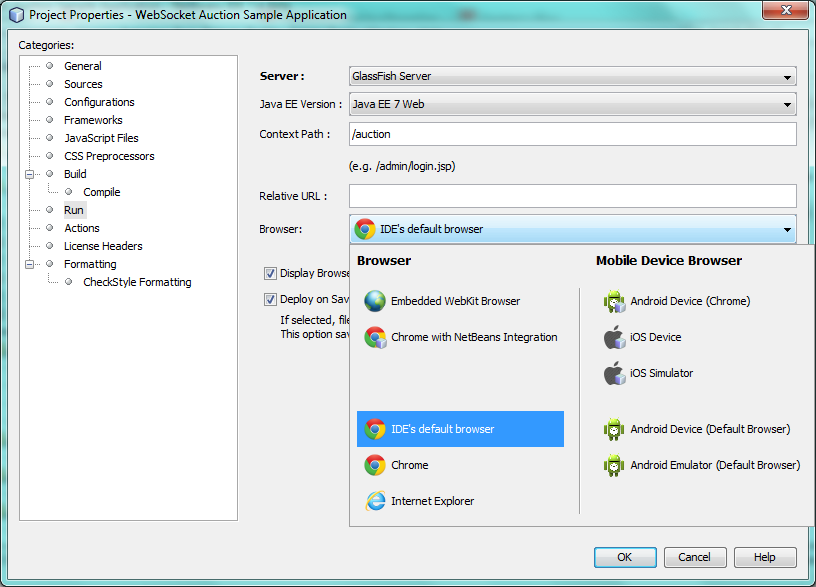 Project Properties - WebSocket Auction Sample Application
Categories:
General
Sources
Configurations
Frameworks
JavaScript Files
CSS Preprocessors
Build
Compile
Run
Actions
License Headers
Formatting
CheckStyle Formatting
Server : GlassFish Server
Java EE Version : Java EE 7 Web
Context Path : /auction
(e.g. /admin/login.jsp)
Relative URL :
Browser: IDE's default browser
Display Browse
Deploy on Sav
If selected, file
This option sav
Browser
Embedded WebKit Browser
Chrome with NetBeans Integration
IDE's default browser
Chrome
Internet Explorer
Mobile Device Browser
Android Device (Chrome)
iOS Device
iOS Simulator
Android Device (Default Browser)
Android Emulator (Default Browser)
OK Cancel Help